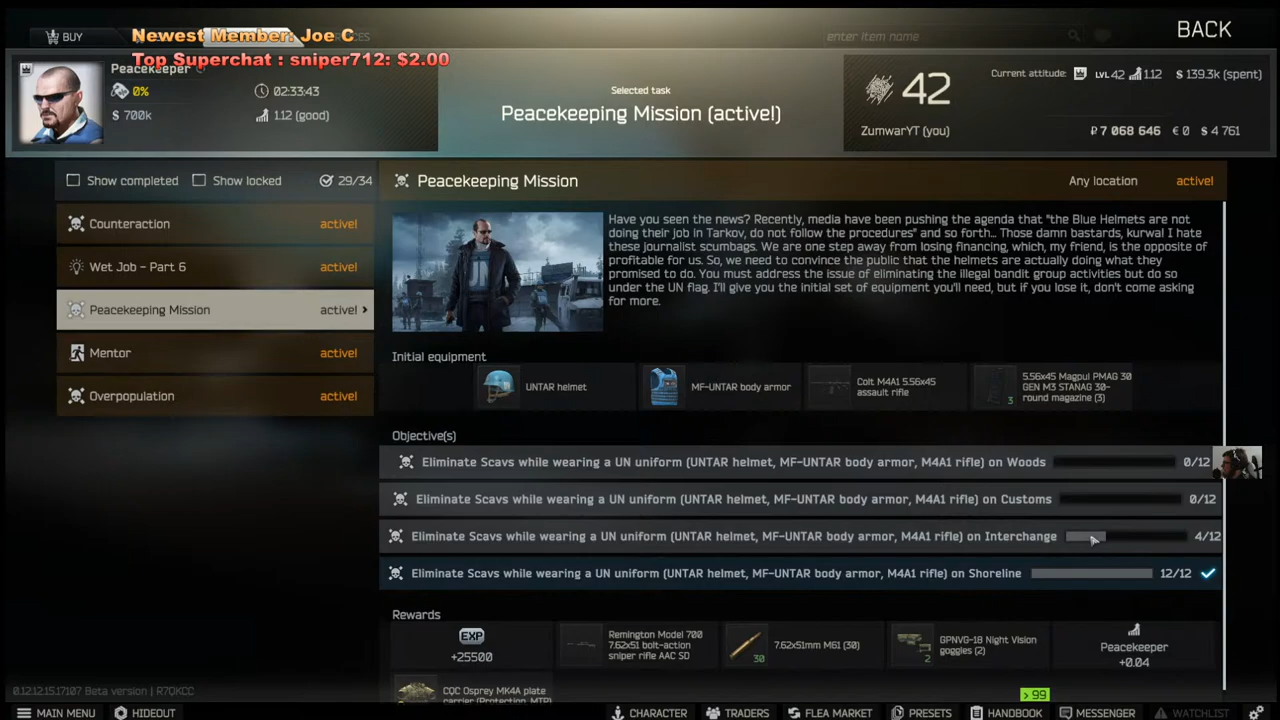 BUY
Newest Member: Joe C
enter item name
BACK
Top Superchat : sniper712: $2.00
Peacekeeper
0%
02:33:43
$ 700k
1.12 (good)
Selected task
Peacekeeping Mission (active!)
42
ZumwarYT (you)
Current attitude: LVL 42 1.12 $ 139.3k (spent)
₽ 7 068 646 € 0 $ 4 761
Show completed
Show locked
29/34
Counteraction active!
Wet Job - Part 6 active!
Peacekeeping Mission active!
Mentor active!
Overpopulation active!
Peacekeeping Mission
Any location
active!
Have you seen the news? Recently, media have been pushing the agenda that "the Blue Helmets are not
doing their job in Tarkov, do not follow the procedures" and so forth... Those damn bastards, kurwa! I hate
these journalist scumbags. We are one step away from losing financing, which, my friend, is the opposite of
profitable for us. So, we need to convince the public that the helmets are actually doing what they
promised to do. You must address the issue of eliminating the illegal bandit group activities but do so
under the UN flag. I'll give you the initial set of equipment you'll need, but if you lose it, don't come asking
for more.
Initial equipment
UNTAR helmet
MF-UNTAR body armor
Colt M4A1 5.56x45
assault rifle
5.56x45 Magpul PMAG 30
GEN M3 STANAG 30-
round magazine (3)
3
Objective(s)
Eliminate Scavs while wearing a UN uniform (UNTAR helmet, MF-UNTAR body armor, M4A1 rifle) on Woods 0/12
Eliminate Scavs while wearing a UN uniform (UNTAR helmet, MF-UNTAR body armor, M4A1 rifle) on Customs 0/12
Eliminate Scavs while wearing a UN uniform (UNTAR helmet, MF-UNTAR body armor, M4A1 rifle) on Interchange 4/12
Eliminate Scavs while wearing a UN uniform (UNTAR helmet, MF-UNTAR body armor, M4A1 rifle) on Shoreline 12/12
Rewards
EXP
+25500
Remington Model 700
7.62x51 bolt-action
sniper rifle AAC SD
7.62x51mm M61 (30)
30
GPNVG-18 Night Vision
goggles (2)
2
Peacekeeper
+0.04
CQC Osprey MK4A plate
carrier (Protection, MTP)
0.12.12.15.17107 Beta version | R7QKCC
> 99
MAIN MENU
HIDEOUT
CHARACTER
TRADERS
FLEA MARKET
PRESETS
HANDBOOK
MESSENGER
WATCHLIST